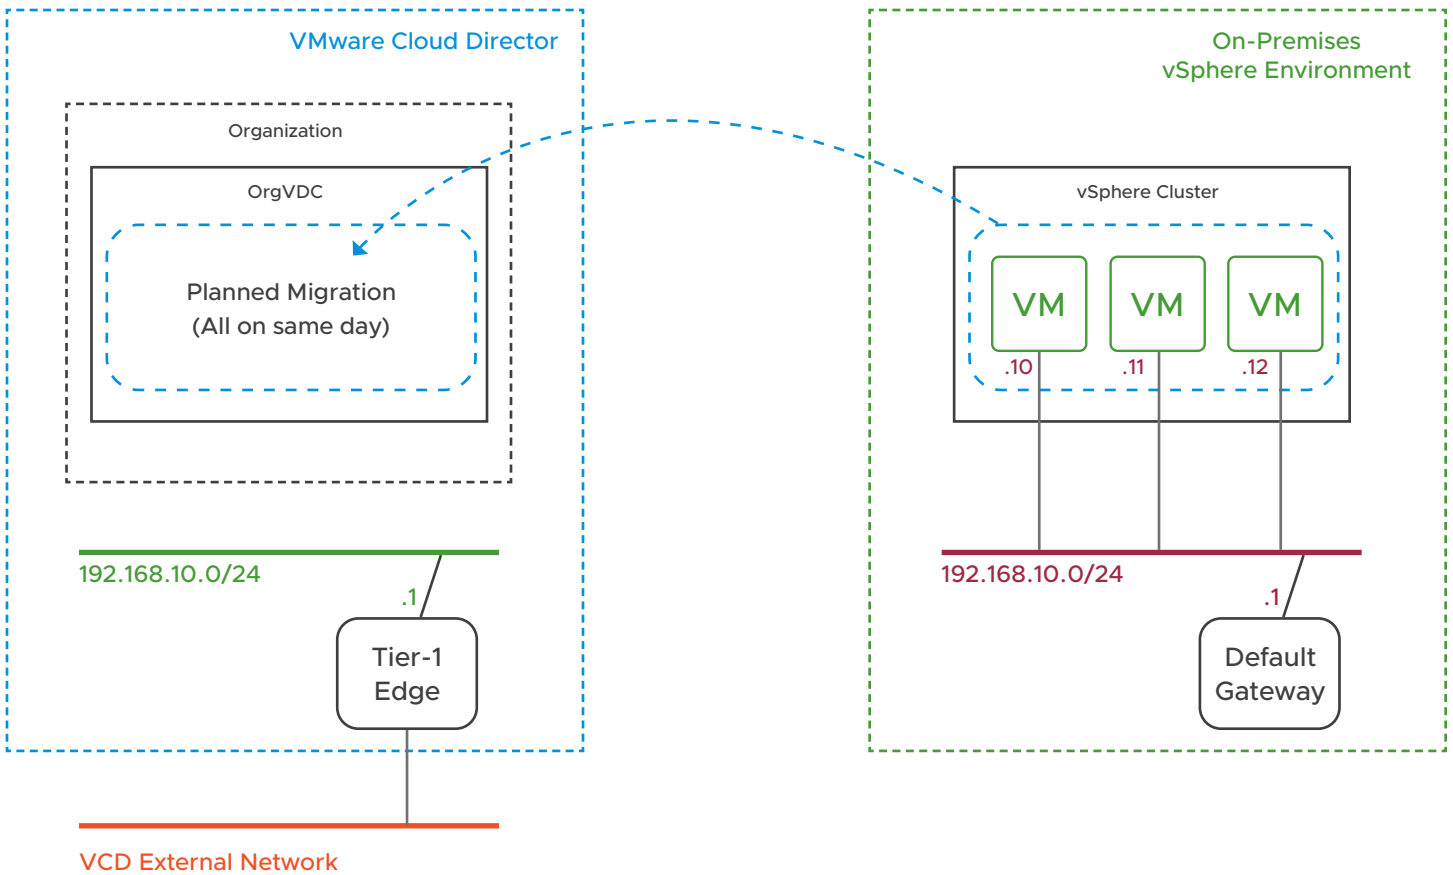 VMware Cloud Director
Organization
OrgVDC
Planned Migration
(All on same day)
192.168.10.0/24
.1
Tier-1
Edge
VCD External Network
On-Premises
vSphere Environment
vSphere Cluster
VM
VM
VM
.10
.11
.12
192.168.10.0/24
.1
Default
Gateway